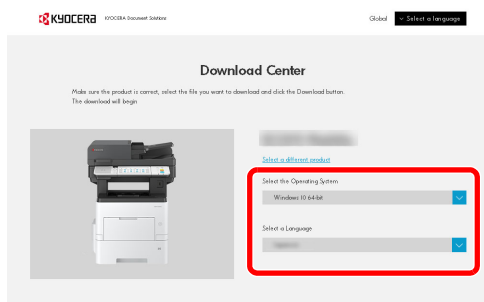 KYOCERA
KYOCERA Document Solutions
Global
Select a language
Download Center
Make sure the product is correct, select the file you want to download and click the Download button.
The download will begin
Select a different product
Select the Operating System
Windows 10 64-bit
Select a Language